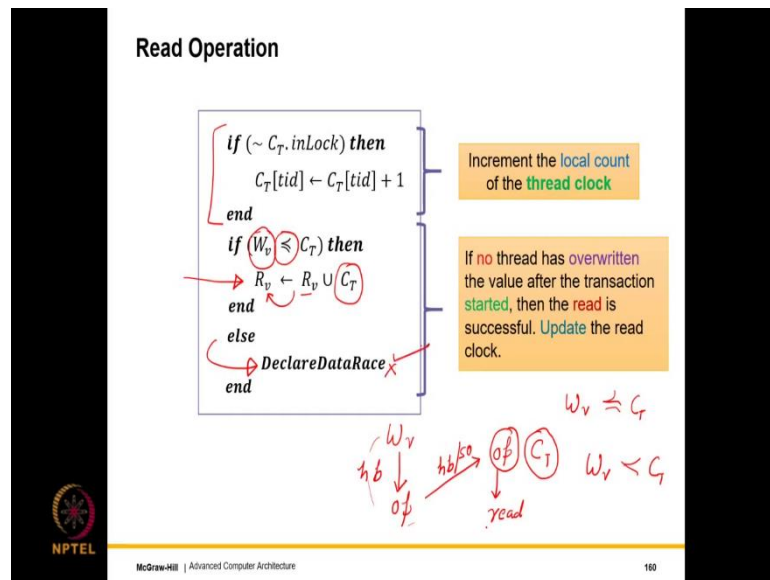 Read Operation
if (~ C_T.inLock) then
C_T[tid] ← C_T[tid] + 1
end
if (W_v ≼ C_T) then
R_v ← R_v ∪ C_T
end
else
DeclareDataRace
end
Increment the local count
of the thread clock
If no thread has overwritten
the value after the transaction
started, then the read is
successful. Update the read
clock.
W_v ≼ C_T
W_v ≺ C_T
W_v
hb
op
hb/so
op C_T
read
NPTEL
McGraw-Hill | Advanced Computer Architecture
160